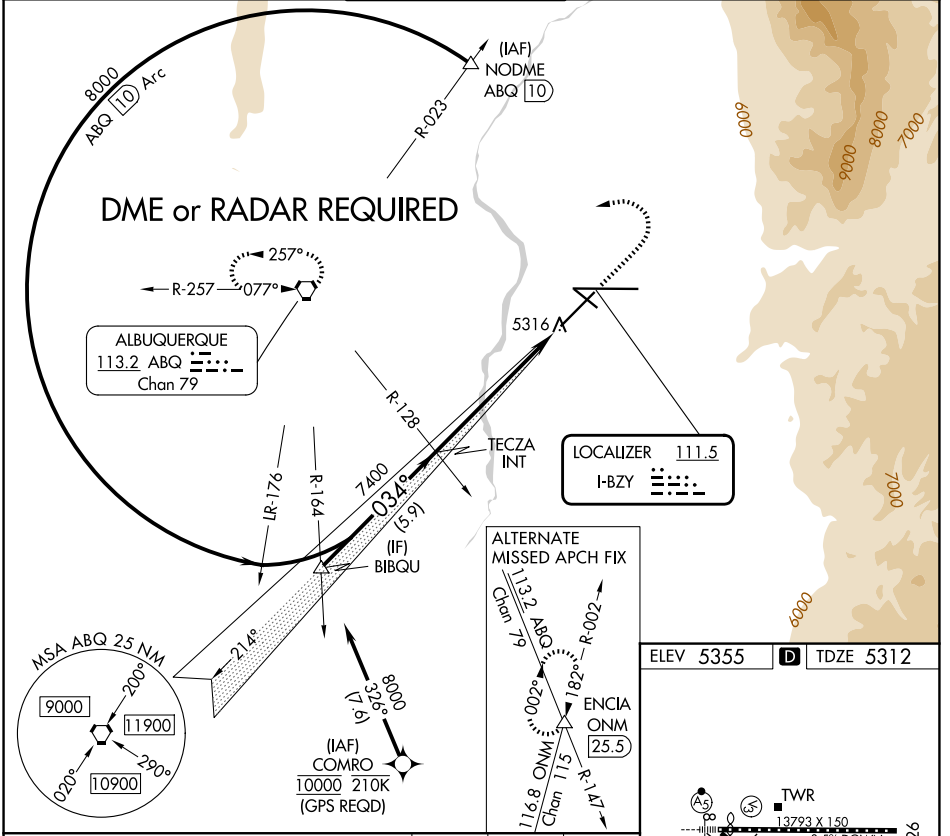 (IAF)
NODME
ABQ 10
8000
ABQ 10 Arc
R-023
6000
9000
8000
7000
DME or RADAR REQUIRED
257°
R-257
077°
5316
ALBUQUERQUE
113.2 ABQ
Chan 79
R-128
TECZA
INT
LOCALIZER 111.5
I-BZY
7000
LR-176
R-164
7400
034°
(5.9)
(IF)
BIBQU
214°
ALTERNATE
MISSED APCH FIX
113.2 ABQ
Chan 79
R-002
182°
002°
ENCIA
ONM
25.5
116.8 ONM
Chan 115
R-147
6000
MSA ABQ 25 NM
200°
9000
11900
020°
290°
10900
8000
326°
(7.6)
(IAF)
COMRO
10000 210K
(GPS REQD)
ELEV 5355 D TDZE 5312
A5
V5
TWR
13793 X 150
8
26